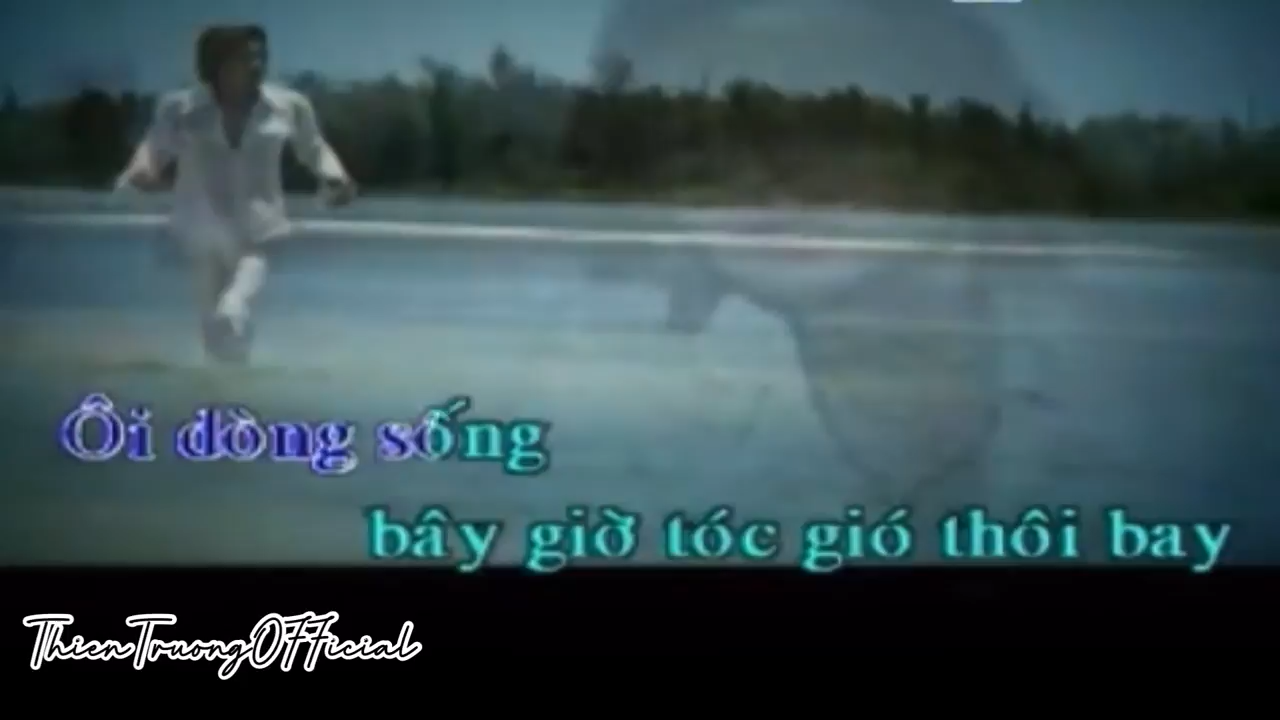 Ôi dòng sống
bây giờ tóc gió thôi bay
ThienTruongOFFicial